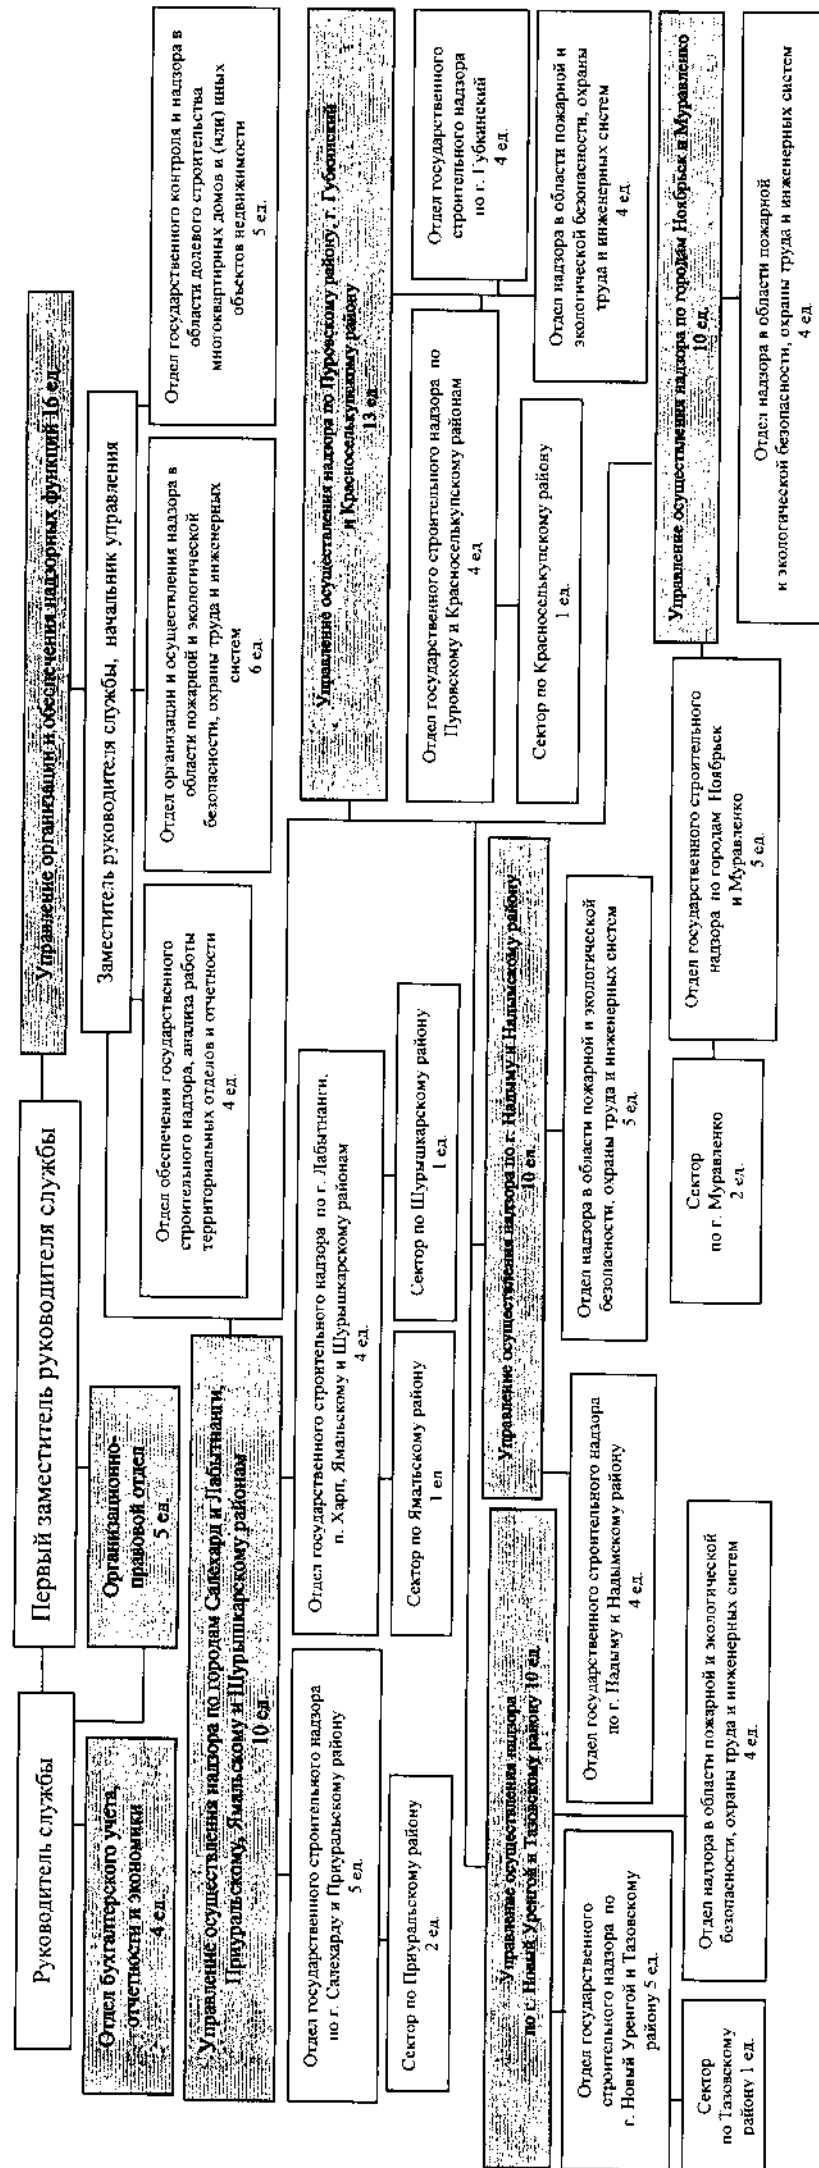 Руководитель службы
Первый заместитель руководителя службы
Управление организации и обеспечения надзорных функций 16 ед.
Отдел бухгалтерского учета,
отчетности и экономики
4 ед.
Организационно-
правовой отдел
5 ед.
Заместитель руководителя службы, начальник управления
Отдел обеспечения государственного
строительного надзора, анализа работы
территориальных отделов и отчетности
4 ед.
Отдел организации и осуществления надзора в
области пожарной и экологической
безопасности, охраны труда и инженерных
систем
6 ед.
Отдел государственного контроля и надзора в
области долевого строительства
многоквартирных домов и (или) иных
объектов недвижимости
5 ед.
Управление осуществления надзора по городам Салехард и Лабытнанги,
Приуральскому, Ямальскому и Шурышкарскому районам
10 ед.
Отдел государственного строительного надзора
по г. Салехарду и Приуральскому району
5 ед.
Сектор по Приуральскому району
2 ед.
Отдел государственного строительного надзора по г. Лабытнанги,
п. Харп, Ямальскому и Шурышкарскому районам
4 ед.
Сектор по Ямальскому району
1 ед
Сектор по Шурышкарскому району
1 ед.
Управление осуществления надзора по Пуровскому району, г. Губкинский
и Красноселькупскому району
13 ед.
Отдел государственного строительного надзора по
Пуровскому и Красноселькупскому районам
4 ед
Сектор по Красноселькупскому району
1 ед.
Отдел государственного
строительного надзора
по г. Губкинский
4 ед.
Отдел надзора в области пожарной и
экологической безопасности, охраны
труда и инженерных систем
4 ед.
Управление осуществления надзора
по г. Новый Уренгой и Тазовскому району 10 ед.
Отдел государственного
строительного надзора по
г. Новый Уренгой и Тазовскому
району 5 ед.
Сектор
по Тазовскому
району 1 ед.
Отдел надзора в области пожарной и экологической
безопасности, охраны труда и инженерных систем
4 ед.
Управление осуществления надзора по г. Надыму и Надымскому району
10 ед.
Отдел государственного строительного надзора
по г. Надыму и Надымскому району
4 ед.
Отдел надзора в области пожарной и экологической
безопасности, охраны труда и инженерных систем
5 ед.
Управление осуществления надзора по городам Ноябрьск и Муравленко
10 ед.
Отдел государственного строительного
надзора по городам Ноябрьск
и Муравленко
5 ед.
Сектор
по г. Муравленко
2 ед.
Отдел надзора в области пожарной
и экологической безопасности, охраны труда и инженерных систем
4 ед.